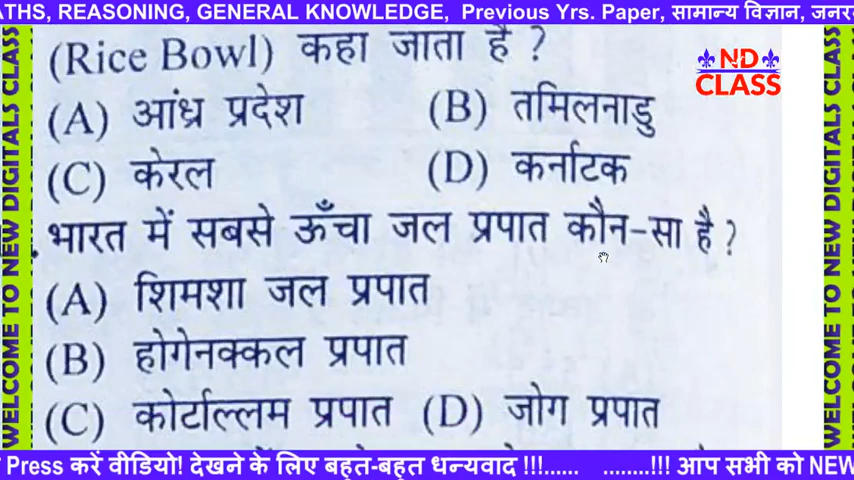 ATHS, REASONING, GENERAL KNOWLEDGE, Previous Yrs. Paper, सामान्य विज्ञान,
(Rice Bowl) कहा जाता है ?
ND
CLASS
(A) आंध्र प्रदेश (B) तमिलनाडु
(C) केरल (D) कर्नाटक
भारत में सबसे ऊँचा जल प्रपात कौन-सा है ?
(A) शिमशा जल प्रपात
(B) होगेनक्कल प्रपात
(C) कोर्टाल्लम प्रपात (D) जोग प्रपात
Press करें वीडियो! देखने के लिए बहुत-बहुत धन्यवाद !!!...... ........!!! आप सभी को NEW
WELCOME TO NEW DIGITALS CLASS
WELCOME TO NEW DIGITALS CLASS